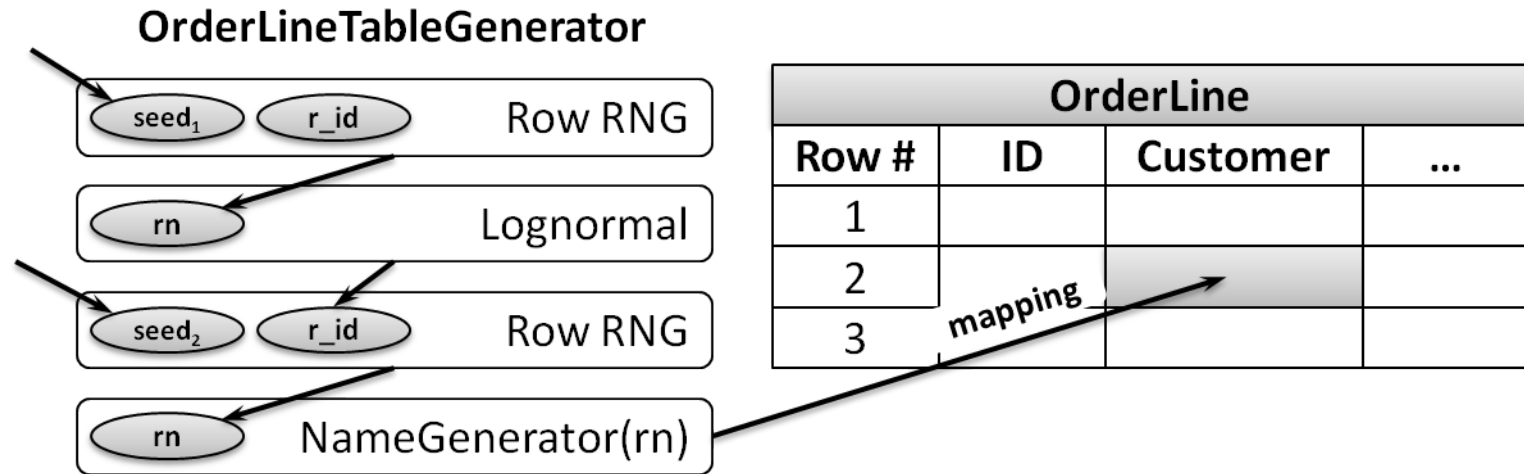 OrderLineTableGenerator
seed₁ r_id Row RNG
rn Lognormal
seed₂ r_id Row RNG
rn NameGenerator(rn)
mapping
OrderLine
Row # ID Customer ...
1
2
3